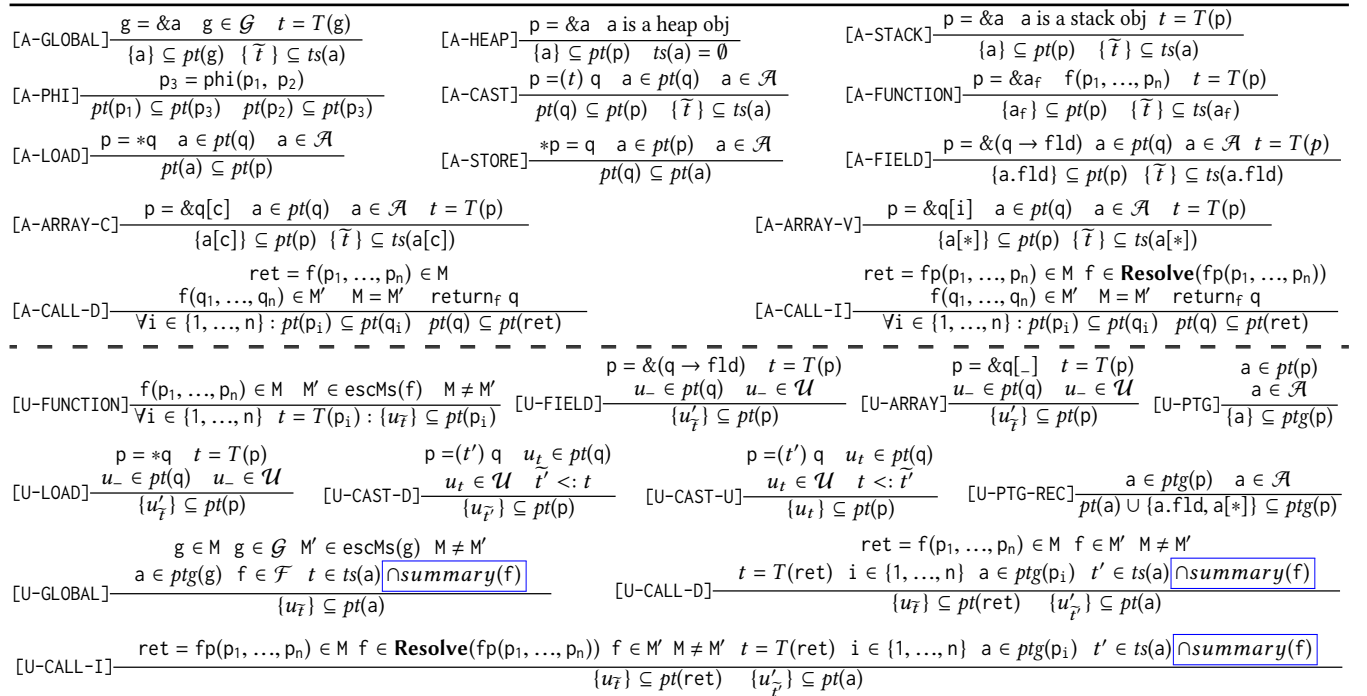 [A-GLOBAL] g = &a g ∈ 𝒢 t = T(g)
{a} ⊆ pt(g) { t̃ } ⊆ ts(a)
[A-HEAP] p = &a a is a heap obj
{a} ⊆ pt(p) ts(a) = ∅
[A-STACK] p = &a a is a stack obj t = T(p)
{a} ⊆ pt(p) { t̃ } ⊆ ts(a)
[A-PHI] p₃ = phi(p₁, p₂)
pt(p₁) ⊆ pt(p₃) pt(p₂) ⊆ pt(p₃)
[A-CAST] p =(t) q a ∈ pt(q) a ∈ 𝒜
pt(q) ⊆ pt(p) { t̃ } ⊆ ts(a)
[A-FUNCTION] p = &a_f f(p₁, ..., pₙ) t = T(p)
{a_f} ⊆ pt(p) { t̃ } ⊆ ts(a_f)
[A-LOAD] p = ∗q a ∈ pt(q) a ∈ 𝒜
pt(a) ⊆ pt(p)
[A-STORE] ∗p = q a ∈ pt(p) a ∈ 𝒜
pt(q) ⊆ pt(a)
[A-FIELD] p = &(q → fld) a ∈ pt(q) a ∈ 𝒜 t = T(p)
{a.fld} ⊆ pt(p) { t̃ } ⊆ ts(a.fld)
[A-ARRAY-C] p = &q[c] a ∈ pt(q) a ∈ 𝒜 t = T(p)
{a[c]} ⊆ pt(p) { t̃ } ⊆ ts(a[c])
[A-ARRAY-V] p = &q[i] a ∈ pt(q) a ∈ 𝒜 t = T(p)
{a[∗]} ⊆ pt(p) { t̃ } ⊆ ts(a[∗])
ret = f(p₁, ..., pₙ) ∈ M
[A-CALL-D] f(q₁, ..., qₙ) ∈ M′ M = M′ return_f q
∀i ∈ {1, ..., n} : pt(pᵢ) ⊆ pt(qᵢ) pt(q) ⊆ pt(ret)
ret = fp(p₁, ..., pₙ) ∈ M f ∈ Resolve(fp(p₁, ..., pₙ))
[A-CALL-I] f(q₁, ..., qₙ) ∈ M′ M = M′ return_f q
∀i ∈ {1, ..., n} : pt(pᵢ) ⊆ pt(qᵢ) pt(q) ⊆ pt(ret)
[U-FUNCTION] f(p₁, ..., pₙ) ∈ M M′ ∈ escMs(f) M ≠ M′
∀i ∈ {1, ..., n} t = T(pᵢ) : {u_t̃} ⊆ pt(pᵢ)
p = &(q → fld) t = T(p)
[U-FIELD] u_− ∈ pt(q) u_− ∈ 𝒰
{u′_t̃} ⊆ pt(p)
p = &q[_] t = T(p)
[U-ARRAY] u_− ∈ pt(q) u_− ∈ 𝒰
{u′_t̃} ⊆ pt(p)
a ∈ pt(p)
[U-PTG] a ∈ 𝒜
{a} ⊆ ptg(p)
p = ∗q t = T(p)
[U-LOAD] u_− ∈ pt(q) u_− ∈ 𝒰
{u′_t̃} ⊆ pt(p)
p =(t′) q u_t ∈ pt(q)
[U-CAST-D] u_t ∈ 𝒰 t̃′ <: t
{u_t̃′} ⊆ pt(p)
p =(t′) q u_t ∈ pt(q)
[U-CAST-U] u_t ∈ 𝒰 t <: t̃′
{u_t} ⊆ pt(p)
[U-PTG-REC] a ∈ ptg(p) a ∈ 𝒜
pt(a) ∪ {a.fld, a[∗]} ⊆ ptg(p)
g ∈ M g ∈ 𝒢 M′ ∈ escMs(g) M ≠ M′
[U-GLOBAL] a ∈ ptg(g) f ∈ ℱ t ∈ ts(a) ∩summary(f)
{u_t̃} ⊆ pt(a)
ret = f(p₁, ..., pₙ) ∈ M f ∈ M′ M ≠ M′
[U-CALL-D] t = T(ret) i ∈ {1, ..., n} a ∈ ptg(pᵢ) t′ ∈ ts(a) ∩summary(f)
{u_t̃} ⊆ pt(ret) {u′_t̃′} ⊆ pt(a)
[U-CALL-I] ret = fp(p₁, ..., pₙ) ∈ M f ∈ Resolve(fp(p₁, ..., pₙ)) f ∈ M′ M ≠ M′ t = T(ret) i ∈ {1, ..., n} a ∈ ptg(pᵢ) t′ ∈ ts(a) ∩summary(f)
{u_t̃} ⊆ pt(ret) {u′_t̃′} ⊆ pt(a)